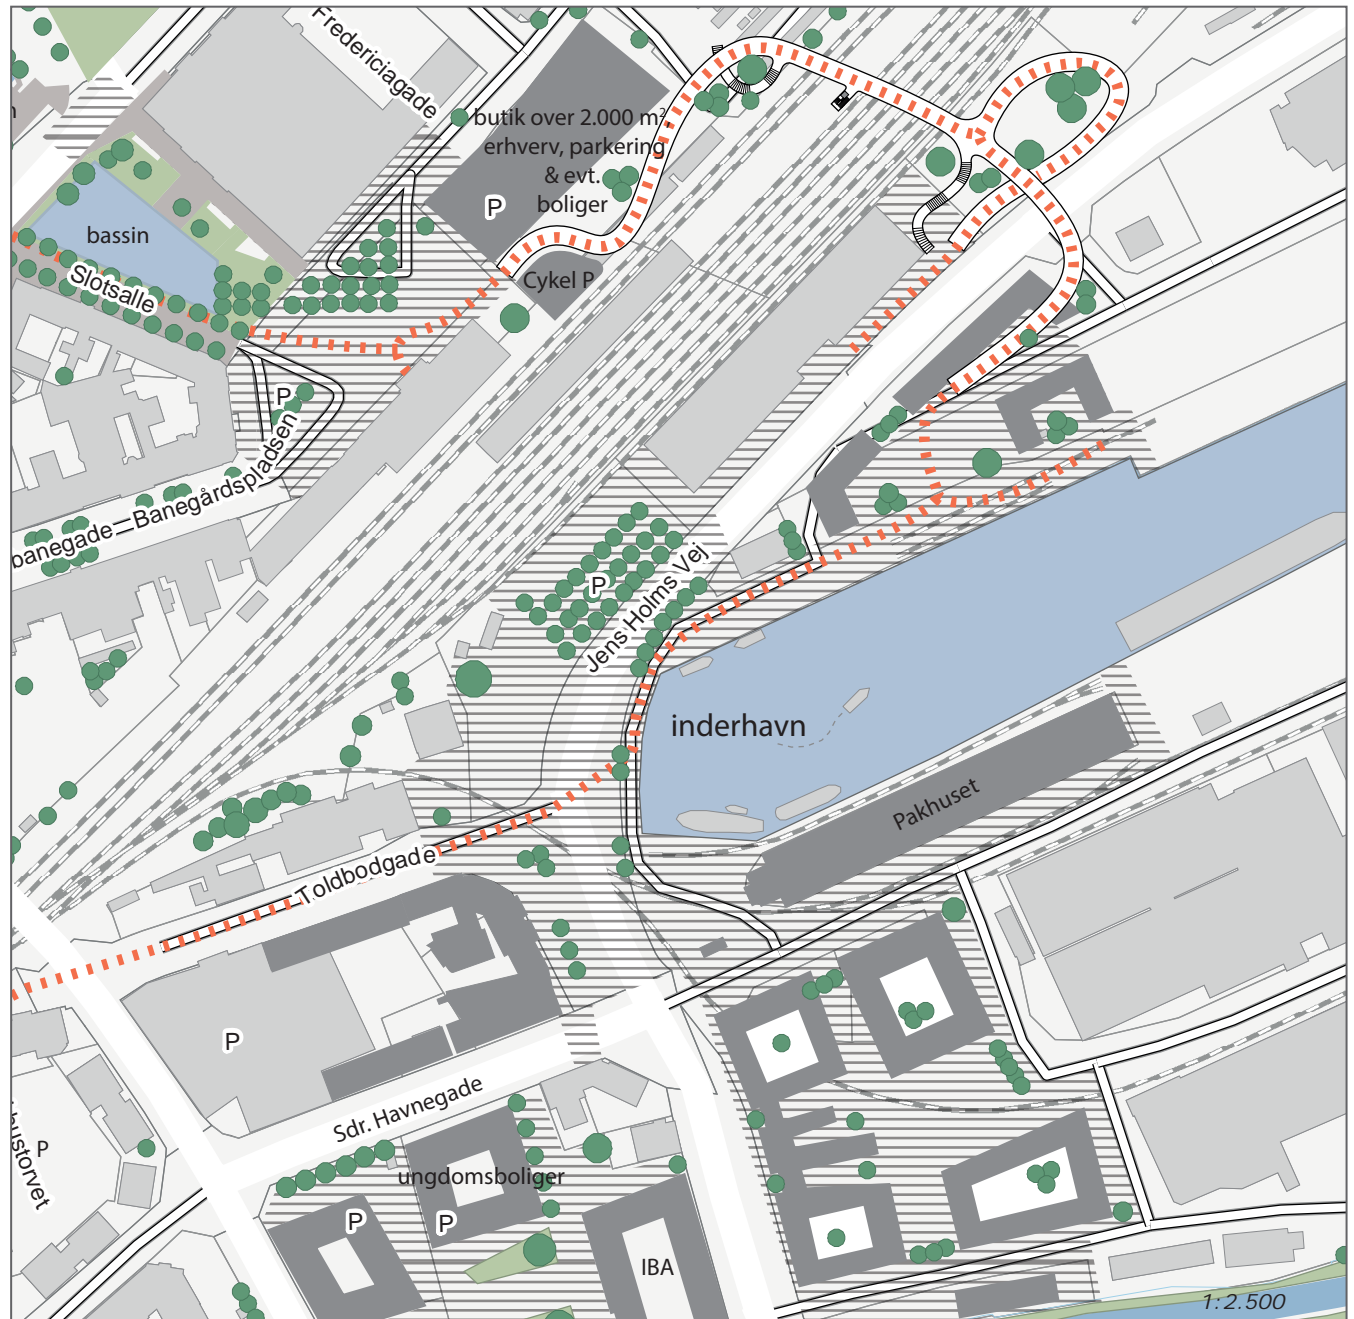 Fredericiagade
butik over 2.000 m²,
erhverv, parkering
& evt.
boliger
P
bassin
Slotsalle
Cykel P
P
banegade–Banegårdspladsen
P
Jens Holms Vej
inderhavn
Pakhuset
Toldbodgade
P
Sdr. Havnegade
P
ungdomsboliger
P
P
IBA
1:2.500